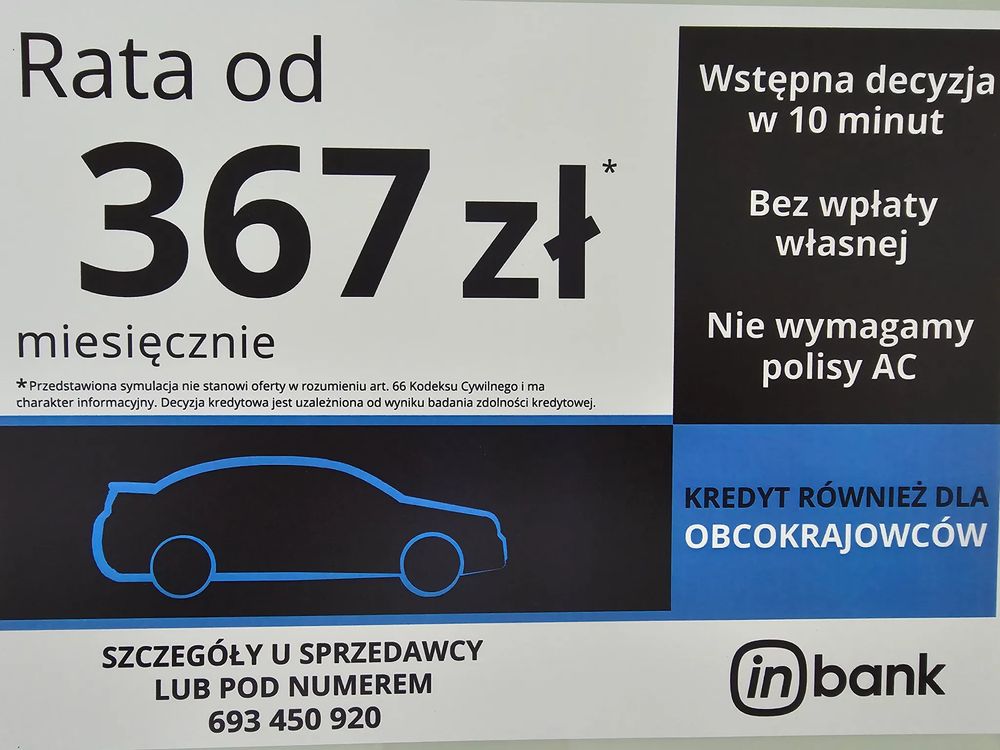 Rata od
367 zł*
miesięcznie
*Przedstawiona symulacja nie stanowi oferty w rozumieniu art. 66 Kodeksu Cywilnego i ma
charakter informacyjny. Decyzja kredytowa jest uzależniona od wyniku badania zdolności kredytowej.
Wstępna decyzja
w 10 minut
Bez wpłaty
własnej
Nie wymagamy
polisy AC
KREDYT RÓWNIEŻ DLA
OBCOKRAJOWCÓW
SZCZEGÓŁY U SPRZEDAWCY
LUB POD NUMEREM
693 450 920
inbank